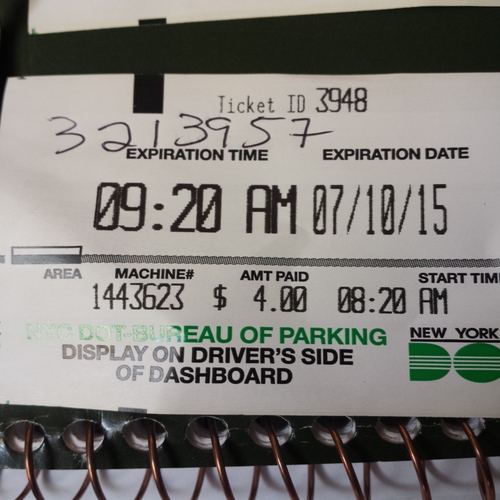 Ticket ID 3948
3213957
EXPIRATION TIME EXPIRATION DATE
09:20 AM 07/10/15
AREA MACHINE# AMT PAID START TIM
1443623 $ 4.00 08:20 AM
NYC DOT-BUREAU OF PARKING
DISPLAY ON DRIVER'S SIDE
OF DASHBOARD
NEW YORK
DO